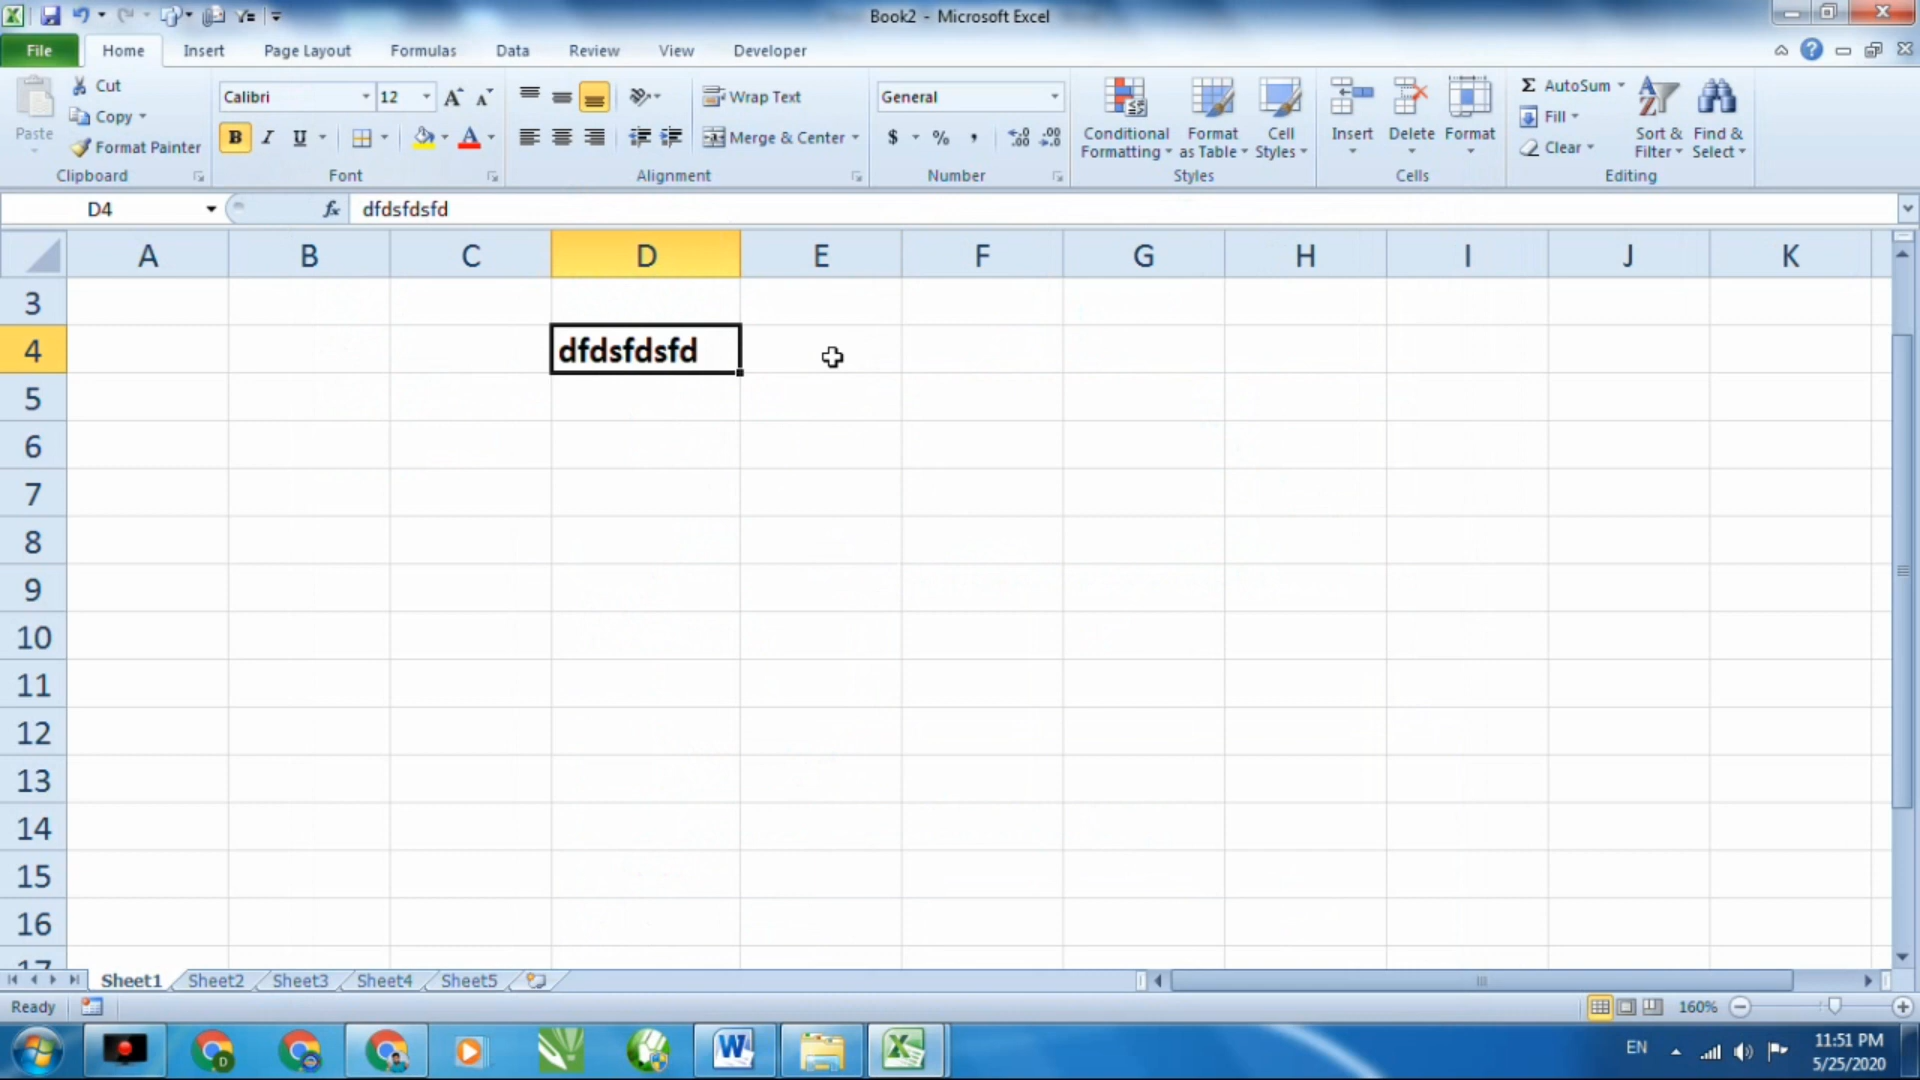 Book2 - Microsoft Excel
File Home Insert Page Layout Formulas Data Review View Developer
Paste Cut Copy Format Painter Clipboard
Calibri 12 B I U A Font
Wrap Text Merge & Center Alignment
General $ % , Number
Conditional Formatting Format as Table Cell Styles Styles
Insert Delete Format Cells
Σ AutoSum Fill Clear Sort & Filter Find & Select Editing
D4 fx dfdsfdsfd
A B C D E F G H I J K
3
4 dfdsfdsfd
5
6
7
8
9
10
11
12
13
14
15
16
17
Sheet1 Sheet2 Sheet3 Sheet4 Sheet5
Ready 160%
EN 11:51 PM
5/25/2020